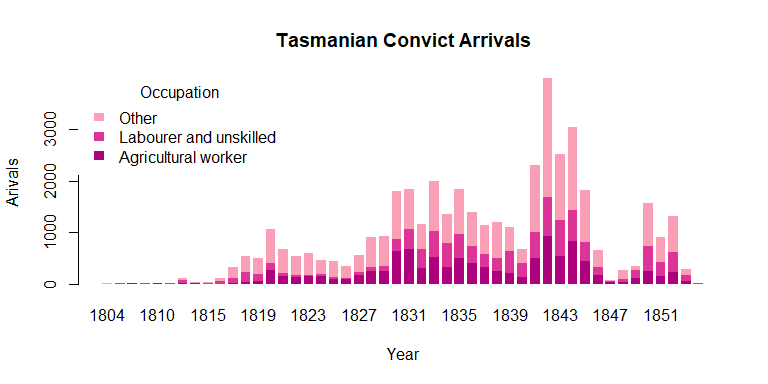 Tasmanian Convict Arrivals
Occupation
Other
Labourer and unskilled
Agricultural worker
Arivals
3000
2000
1000
0
1804 1810 1815 1819 1823 1827 1831 1835 1839 1843 1847 1851
Year